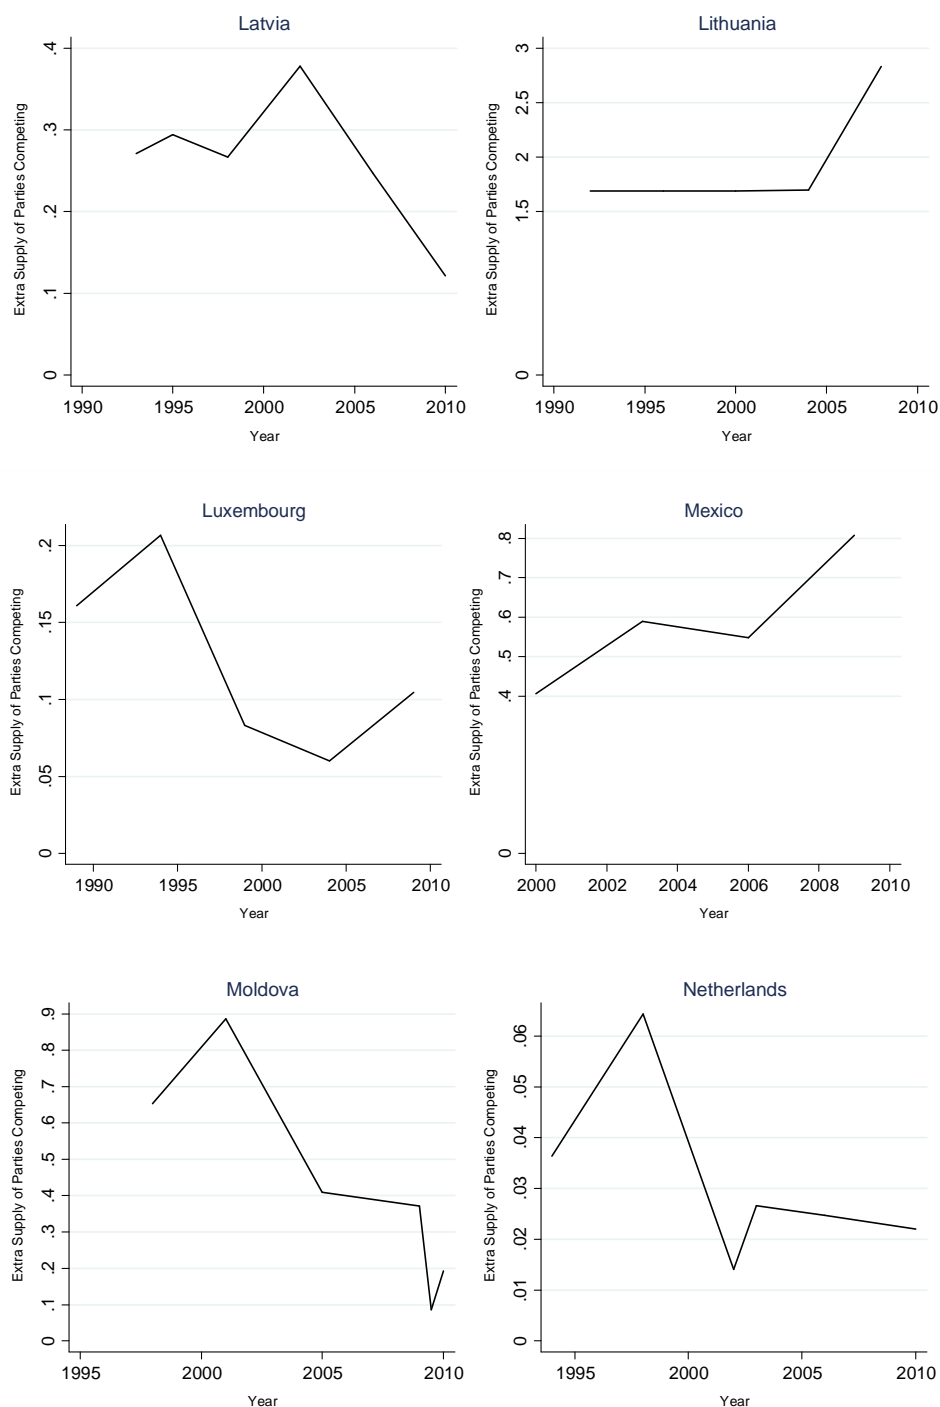 Latvia
Extra Supply of Parties Competing
.4
.3
.2
.1
0
1990 1995 2000 2005 2010
Year
Lithuania
Extra Supply of Parties Competing
3
2.5
2
1.5
0
1990 1995 2000 2005 2010
Year
Luxembourg
Extra Supply of Parties Competing
.2
.15
.1
.05
0
1990 1995 2000 2005 2010
Year
Mexico
Extra Supply of Parties Competing
.8
.7
.6
.5
.4
0
2000 2002 2004 2006 2008 2010
Year
Moldova
Extra Supply of Parties Competing
.9
.8
.7
.6
.5
.4
.3
.2
.1
0
1995 2000 2005 2010
Year
Netherlands
Extra Supply of Parties Competing
.06
.05
.04
.03
.02
.01
0
1995 2000 2005 2010
Year